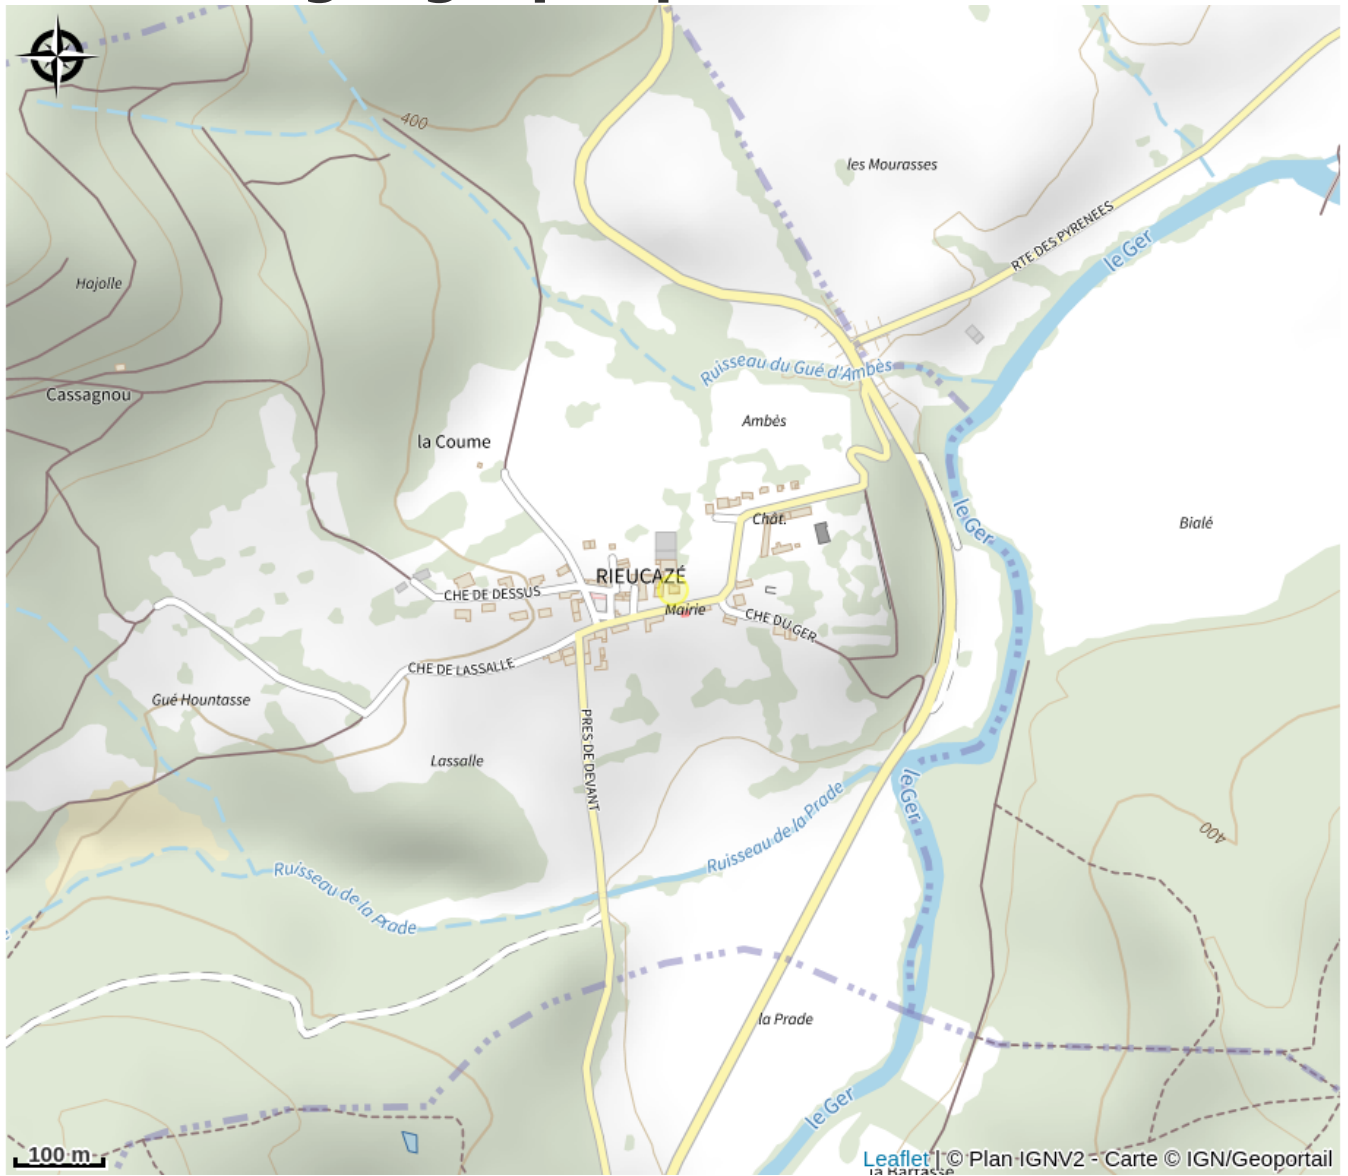 400
les Mourasses
RTE DES PYRENEES
le Ger
Hajolle
Ruisseau du Gué d'Ambès
Cassagnou
Ambès
la Coume
Chât.
le Ger
Bialé
RIEUCAZÉ
CHE DE DESSUS
Mairie
CHE DU GER
CHE DE LASSALLE
Gué Hountasse
PRES DE DEVANT
Lassalle
le Ger
Ruisseau de la Prade
400
Ruisseau de la Prade
la Prade
le Ger
100 m
Leaflet | © Plan IGNV2 - Carte © IGN/Geoportail
la Barrasse